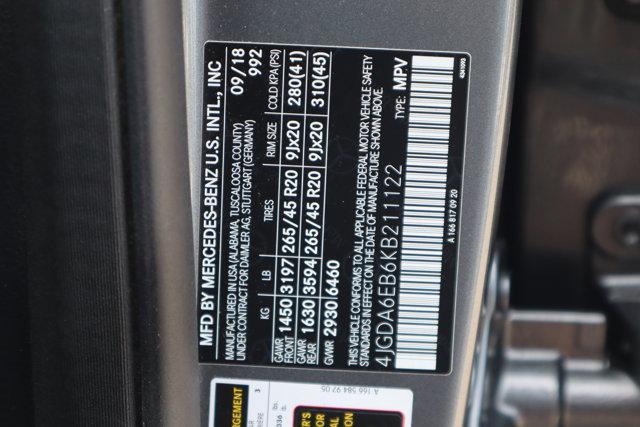 MFD BY MERCEDES-BENZ U.S. INTL., INC
MANUFACTURED IN USA (ALABAMA, TUSCALOOSA COUNTY) 09/18
UNDER CONTRACT FOR DAIMLER AG, STUTTGART (GERMANY) 992
KG LB TIRES RIM SIZE COLD KPA(PSI)
GAWR FRONT 1450 3197 265/45 R20 9Jx20 280(41)
GAWR REAR 1630 3594 265/45 R20 9Jx20 310(45)
GVWR 2930 6460
THIS VEHICLE CONFORMS TO ALL APPLICABLE FEDERAL MOTOR VEHICLE SAFETY
STANDARDS IN EFFECT ON THE DATE OF MANUFACTURE SHOWN ABOVE.
4JGDA6EB6KB211122 TYPE: MPV
A 166 817 09 20
A 166 584 97 05